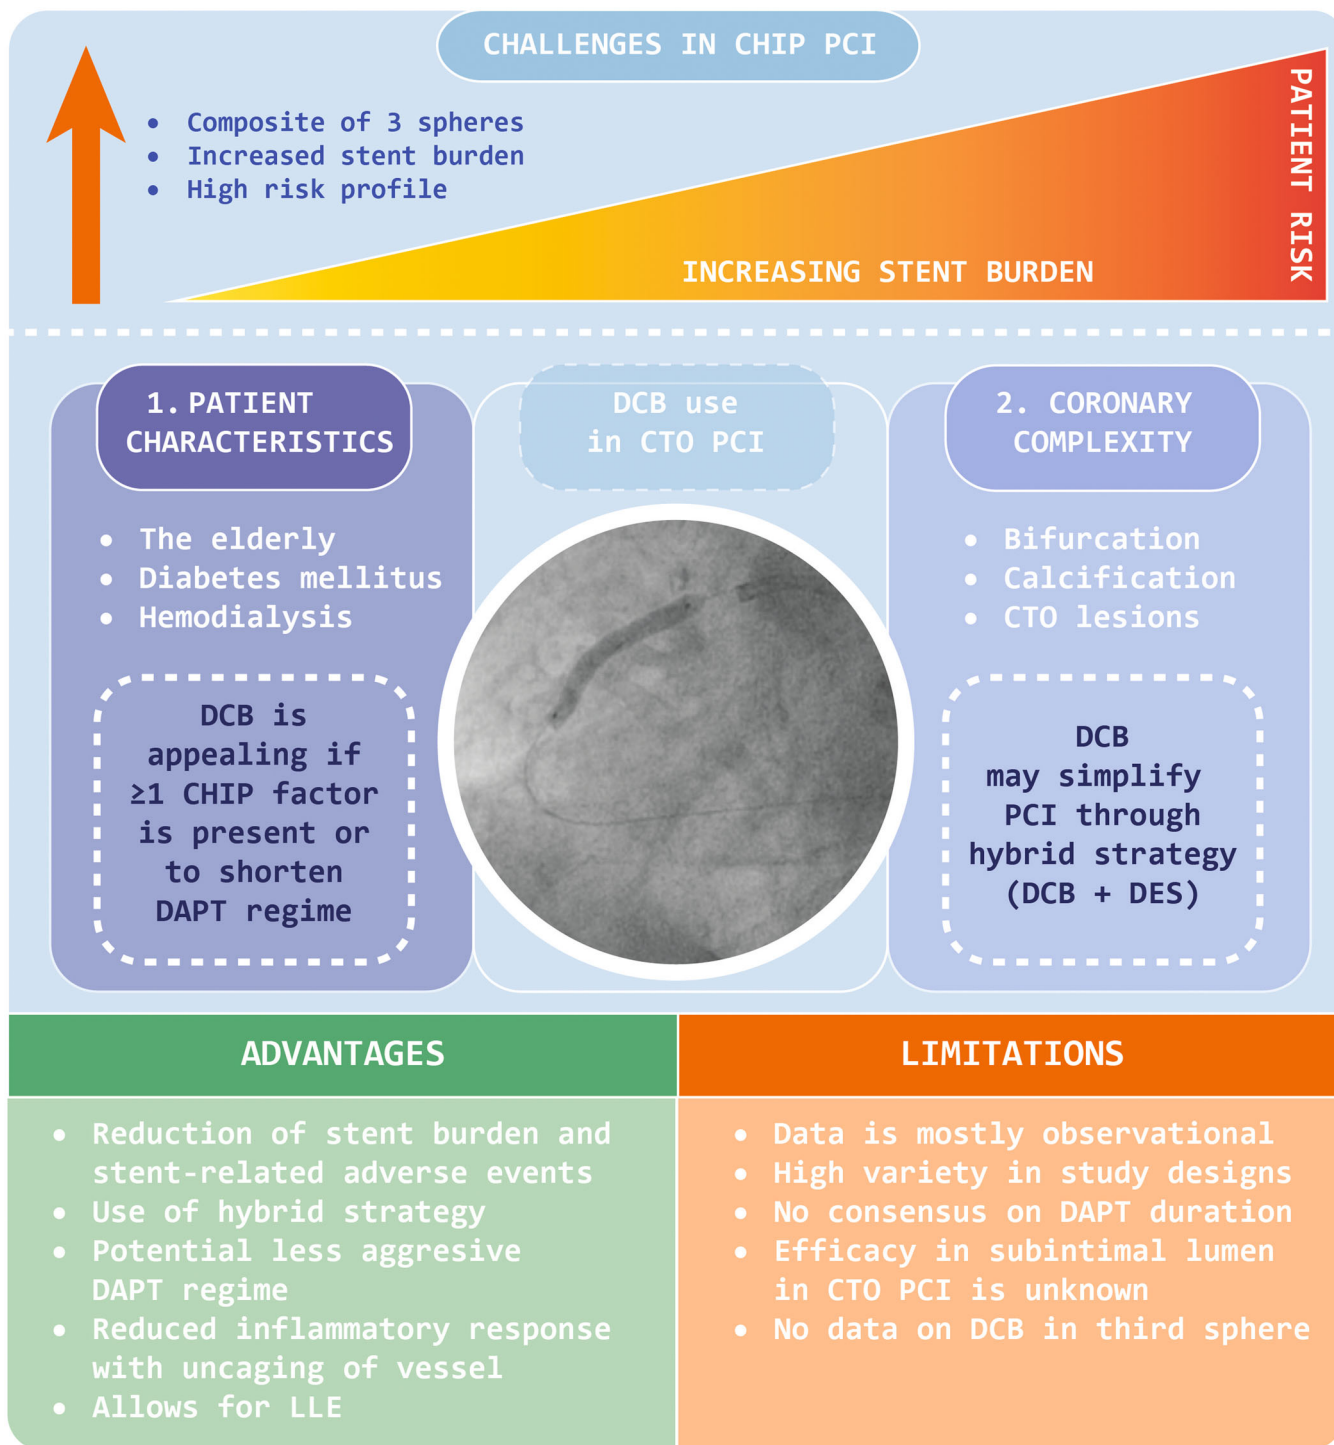 CHALLENGES IN CHIP PCI
• Composite of 3 spheres
• Increased stent burden
• High risk profile
INCREASING STENT BURDEN
PATIENT RISK
1. PATIENT
CHARACTERISTICS
• The elderly
• Diabetes mellitus
• Hemodialysis
DCB is
appealing if
≥1 CHIP factor
is present or
to shorten
DAPT regime
DCB use
in CTO PCI
2. CORONARY
COMPLEXITY
• Bifurcation
• Calcification
• CTO lesions
DCB
may simplify
PCI through
hybrid strategy
(DCB + DES)
ADVANTAGES
• Reduction of stent burden and
stent-related adverse events
• Use of hybrid strategy
• Potential less aggresive
DAPT regime
• Reduced inflammatory response
with uncaging of vessel
• Allows for LLE
LIMITATIONS
• Data is mostly observational
• High variety in study designs
• No consensus on DAPT duration
• Efficacy in subintimal lumen
in CTO PCI is unknown
• No data on DCB in third sphere